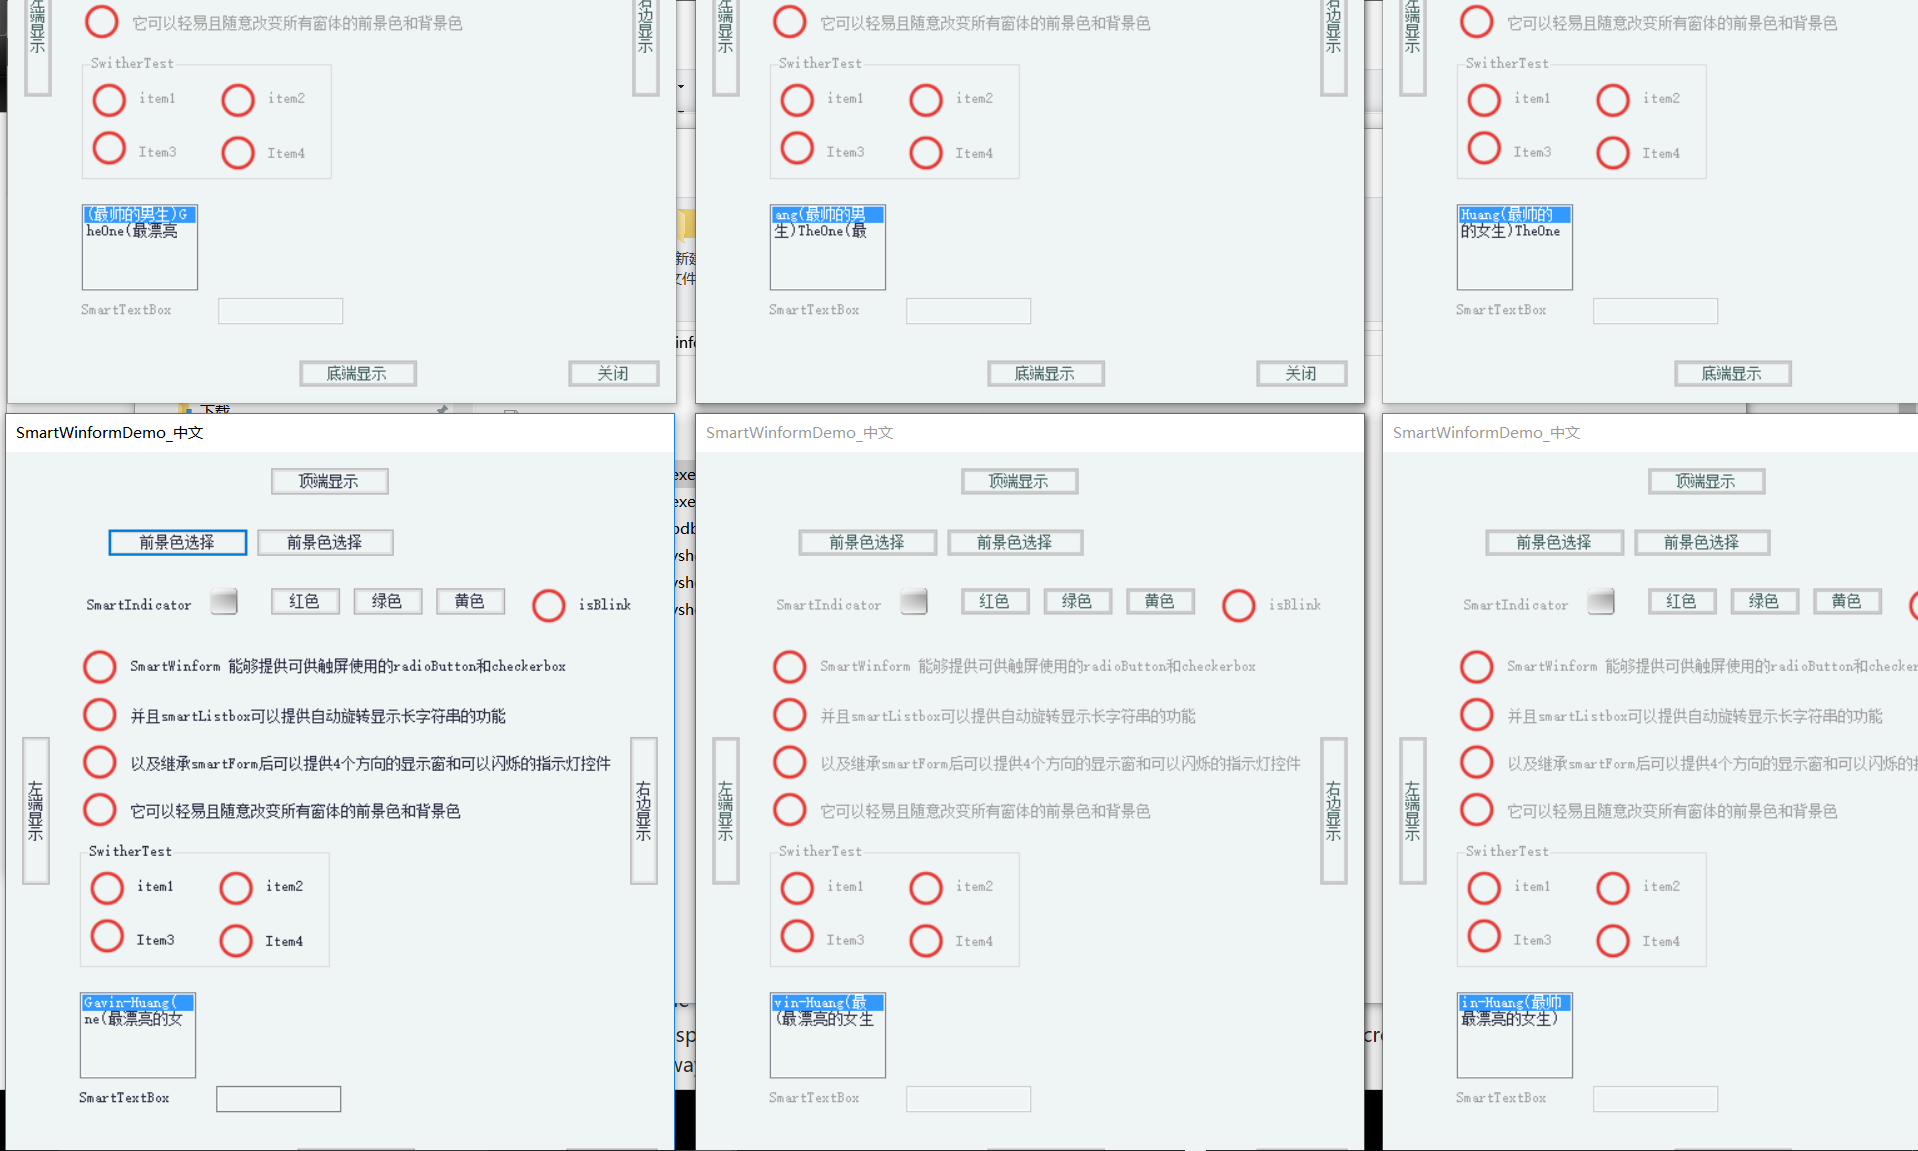 左端显示
它可以轻易且随意改变所有窗体的前景色和背景色
右边显示
SwitherTest
item1
item2
Item3
Item4
(最帅的男生)G
heOne(最漂亮
SmartTextBox
底端显示
关闭
左端显示
它可以轻易且随意改变所有窗体的前景色和背景色
右边显示
SwitherTest
item1
item2
Item3
Item4
ang(最帅的男
生)TheOne(最
SmartTextBox
底端显示
关闭
左端显示
它可以轻易且随意改变所有窗体的前景色和背景色
SwitherTest
item1
item2
Item3
Item4
Huang(最帅的
的女生)TheOne
SmartTextBox
底端显示
新建
文件
下载
SmartWinformDemo_中文
顶端显示
前景色选择
前景色选择
SmartIndicator
红色
绿色
黄色
isBlink
SmartWinform 能够提供可供触屏使用的radioButton和checkerbox
并且smartListbox可以提供自动旋转显示长字符串的功能
以及继承smartForm后可以提供4个方向的显示窗和可以闪烁的指示灯控件
它可以轻易且随意改变所有窗体的前景色和背景色
左端显示
右边显示
SwitherTest
item1
item2
Item3
Item4
Gavin-Huang(
ne(最漂亮的女
SmartTextBox
exe
exe
SmartWinformDemo_中文
顶端显示
前景色选择
前景色选择
SmartIndicator
红色
绿色
黄色
isBlink
SmartWinform 能够提供可供触屏使用的radioButton和checkerbox
并且smartListbox可以提供自动旋转显示长字符串的功能
以及继承smartForm后可以提供4个方向的显示窗和可以闪烁的指示灯控件
它可以轻易且随意改变所有窗体的前景色和背景色
左端显示
右边显示
SwitherTest
item1
item2
Item3
Item4
vin-Huang(最
(最漂亮的女生
SmartTextBox
SmartWinformDemo_中文
顶端显示
前景色选择
前景色选择
SmartIndicator
红色
绿色
黄色
SmartWinform 能够提供可供触屏使用的radioButton和checker
并且smartListbox可以提供自动旋转显示长字符串的功能
以及继承smartForm后可以提供4个方向的显示窗和可以闪烁的
它可以轻易且随意改变所有窗体的前景色和背景色
左端显示
SwitherTest
item1
item2
Item3
Item4
in-Huang(最帅
最漂亮的女生)
SmartTextBox